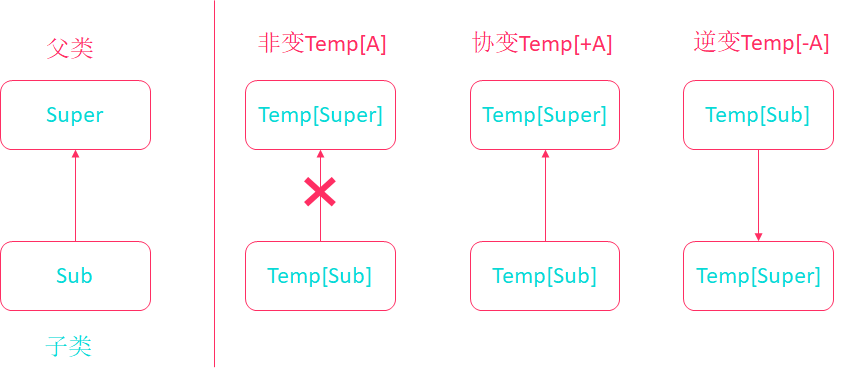 父类
Super
Sub
子类
非变Temp[A]
Temp[Super]
Temp[Sub]
协变Temp[+A]
Temp[Super]
Temp[Sub]
逆变Temp[-A]
Temp[Sub]
Temp[Super]